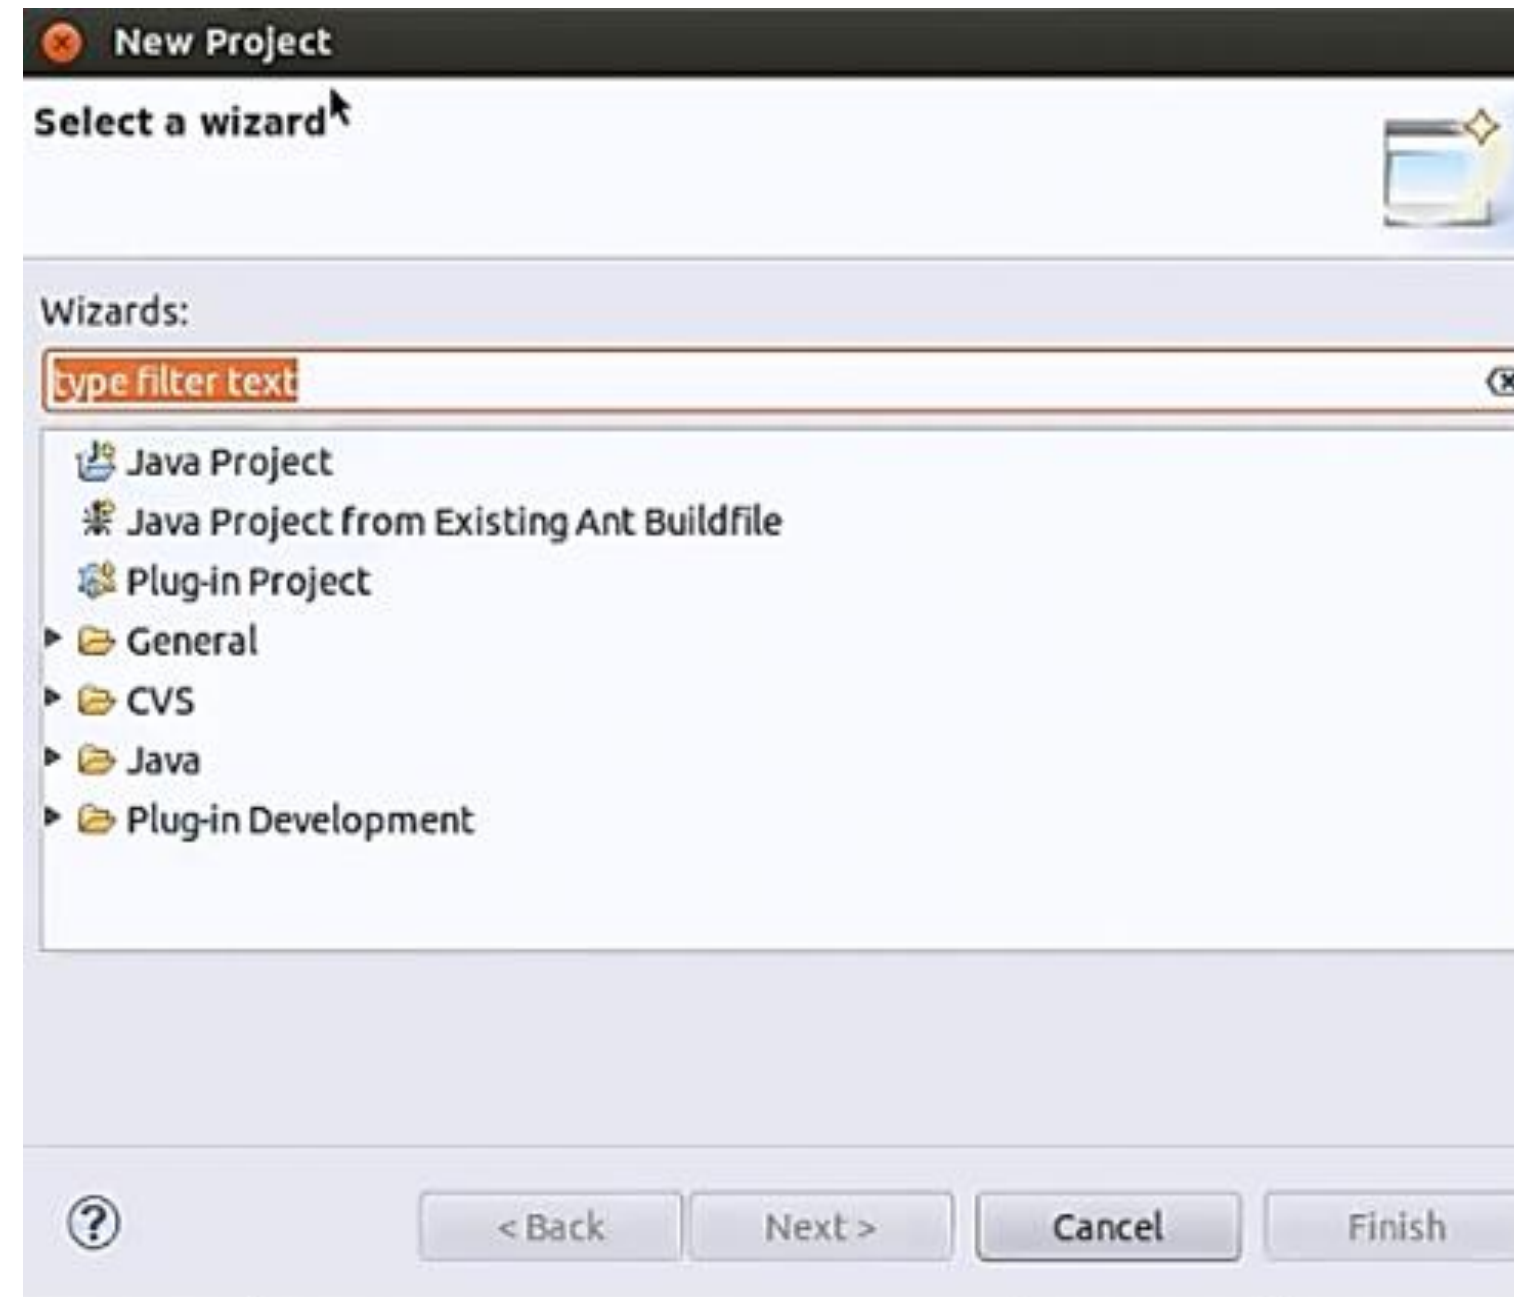 New Project
Select a wizard
Wizards:
type filter text
Java Project
Java Project from Existing Ant Buildfile
Plug-in Project
General
CVS
Java
Plug-in Development
? < Back Next > Cancel Finish